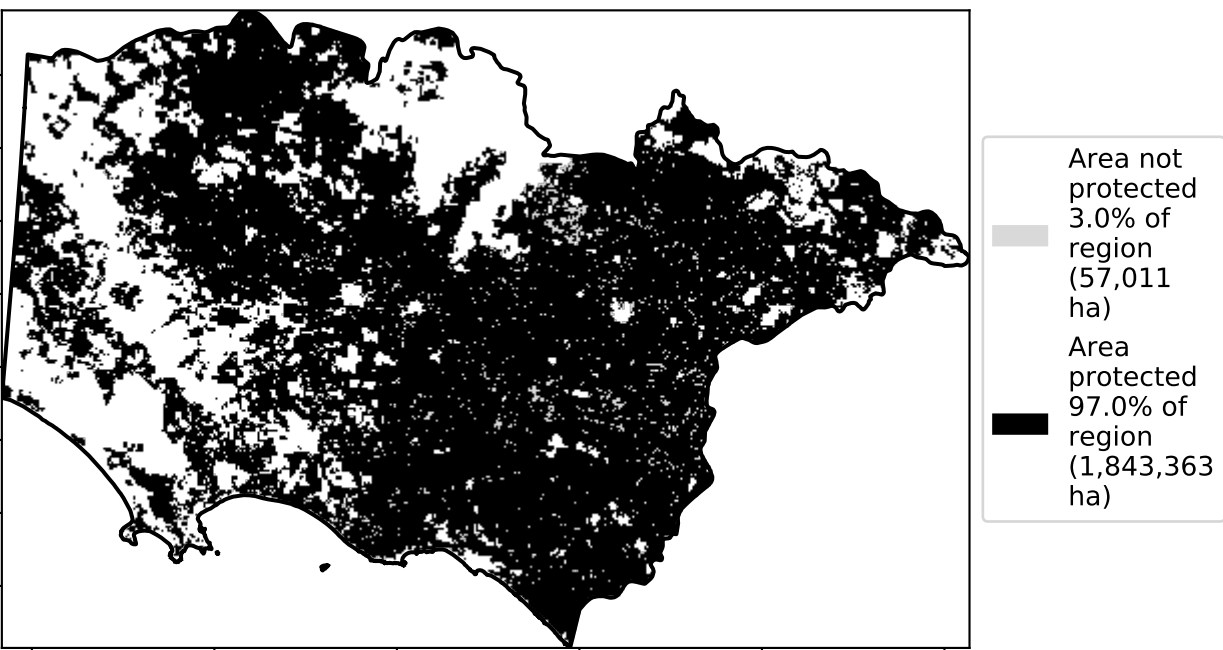 Area not
protected
3.0% of
region
(57,011
ha)
Area
protected
97.0% of
region
(1,843,363
ha)